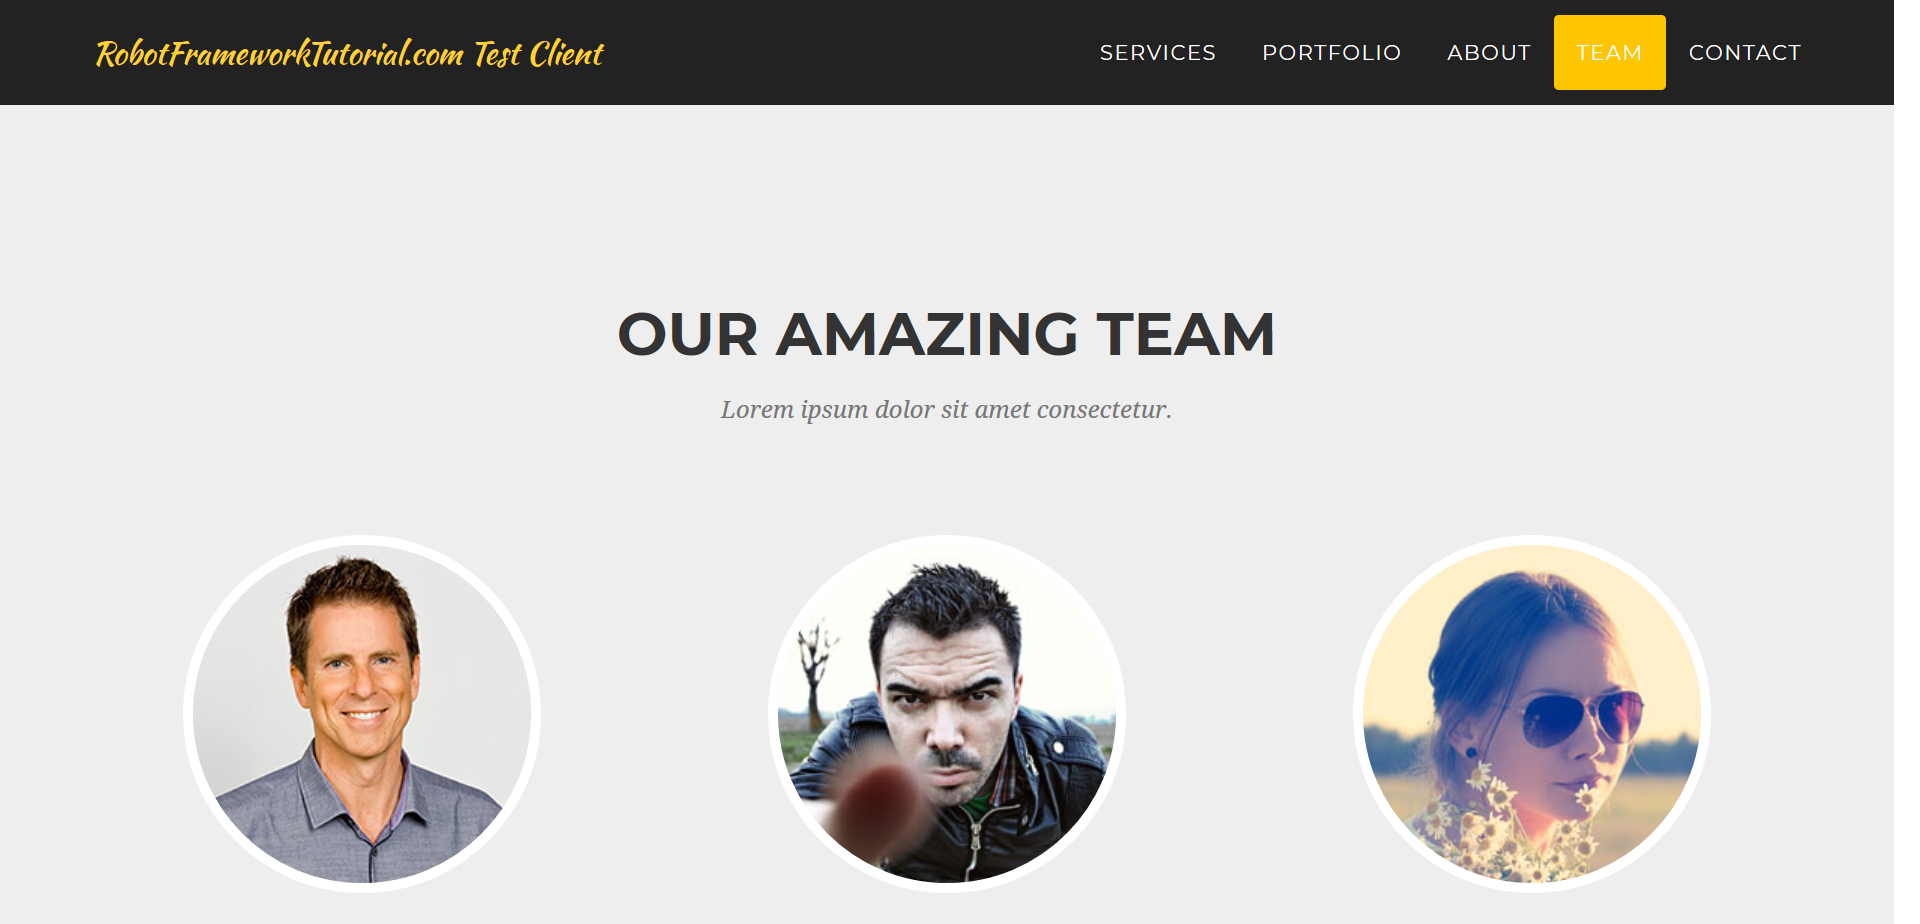 RobotFrameworkTutorial.com Test Client
SERVICES PORTFOLIO ABOUT TEAM CONTACT
OUR AMAZING TEAM
Lorem ipsum dolor sit amet consectetur.